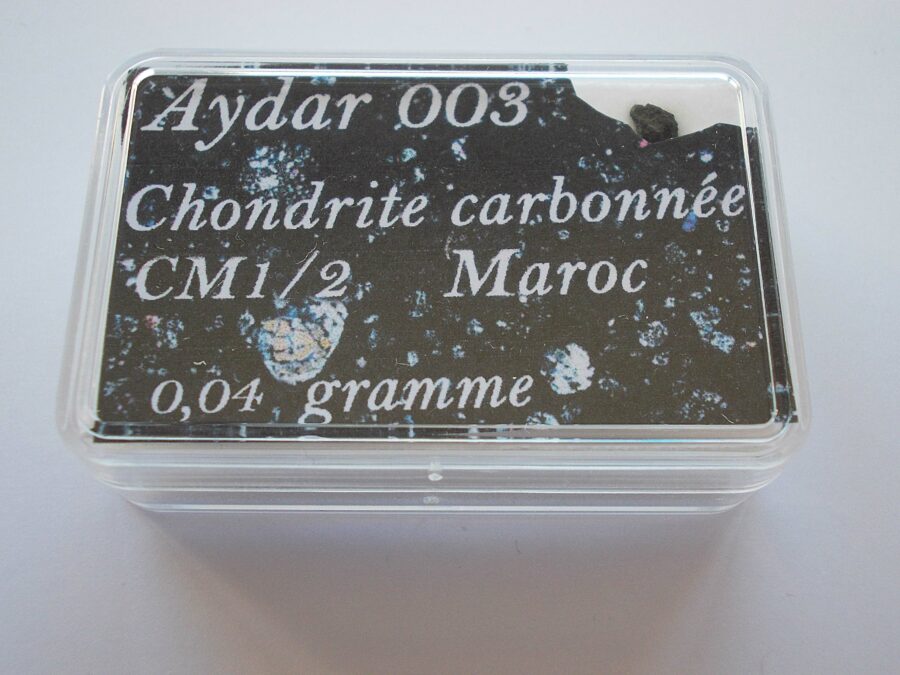 Aydar 003
Chondrite carbonnée
CM1/2 Maroc
0,04 gramme